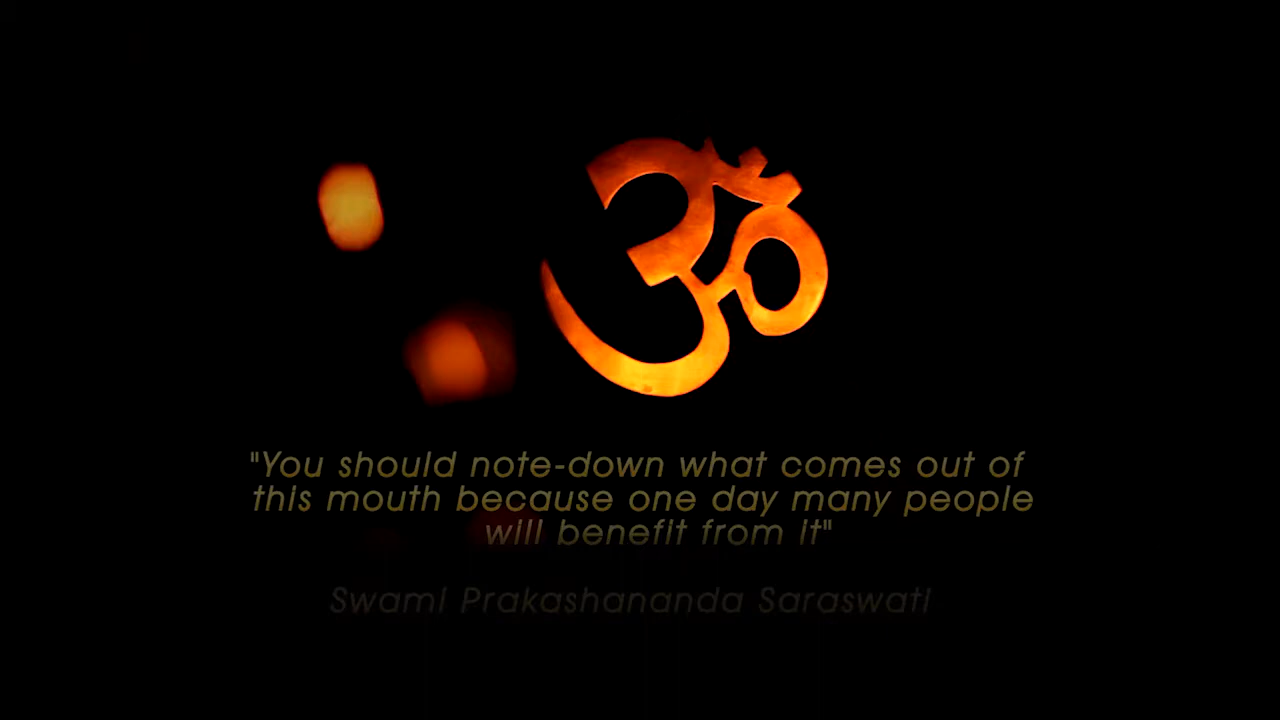 ॐ
"You should note-down what comes out of
this mouth because one day many people
will benefit from it"
Swami Prakashananda Saraswati